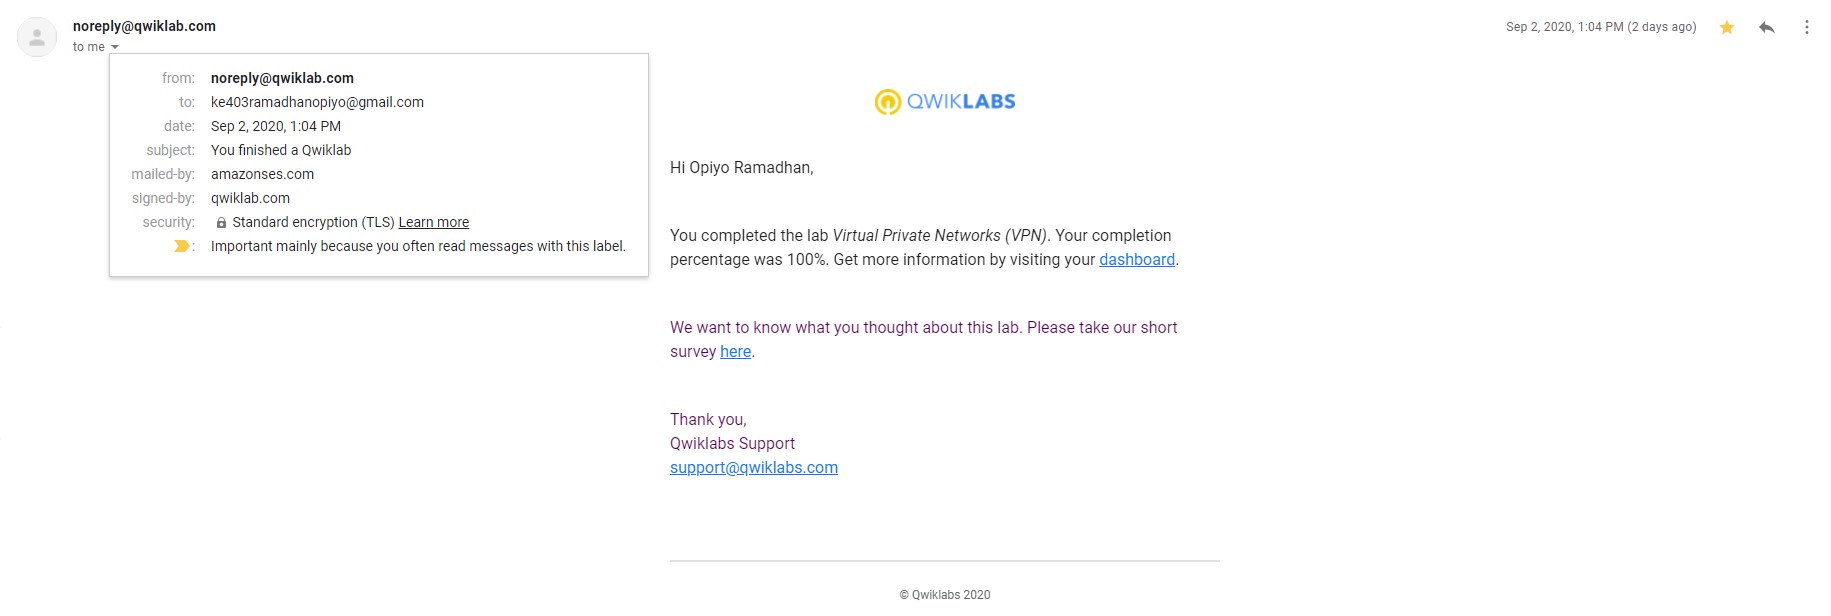 noreply@qwiklab.com
to me
Sep 2, 2020, 1:04 PM (2 days ago)
from: noreply@qwiklab.com
to: ke403ramadhanopiyo@gmail.com
date: Sep 2, 2020, 1:04 PM
subject: You finished a Qwiklab
mailed-by: amazonses.com
signed-by: qwiklab.com
security: Standard encryption (TLS) Learn more
: Important mainly because you often read messages with this label.
QWIKLABS
Hi Opiyo Ramadhan,
You completed the lab Virtual Private Networks (VPN). Your completion
percentage was 100%. Get more information by visiting your dashboard.
We want to know what you thought about this lab. Please take our short
survey here.
Thank you,
Qwiklabs Support
support@qwiklabs.com
© Qwiklabs 2020